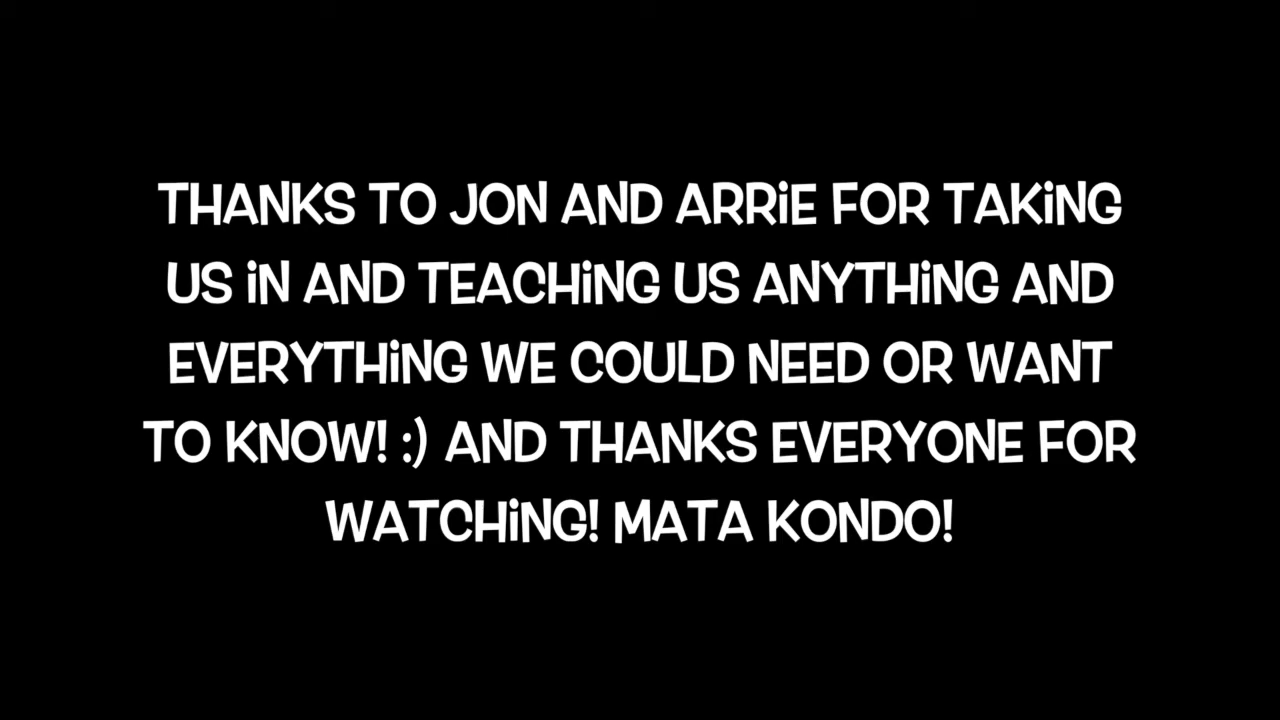 THANKS TO JON AND ARRiE FOR TAKiNG
US iN AND TEACHiNG US ANYTHiNG AND
EVERYTHiNG WE COULD NEED OR WANT
TO KNOW! :) AND THANKS EVERYONE FOR
WATCHiNG! MATA KONDO!